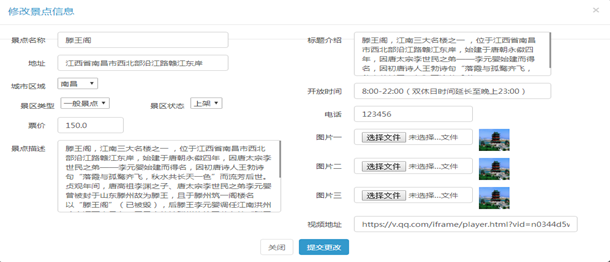 修改景点信息
×
景点名称 滕王阁
地址 江西省南昌市西北部沿江路赣江东岸
城市区域 南昌
景区类型 一般景点 景区状态 上架
票价 150.0
景点描述 滕王阁，江南三大名楼之一 ，位于江西省南昌市西北部沿江路赣江东岸，始建于唐朝永徽四年，因唐太宗李世民之弟——李元婴始建而得名，因初唐诗人王勃诗句“落霞与孤鹜齐飞，秋水共长天一色”而流芳后世。
贞观年间，唐高祖李渊之子、唐太宗李世民之弟李元婴曾被封于山东滕州故为滕王，且于滕州筑一阁楼名以“滕王阁”（已被毁），后滕王李元婴调任江南洪州
标题介绍 滕王阁，江南三大名楼之一 ，位于江西省南昌市西北部沿江路赣江东岸，始建于唐朝永徽四年，因唐太宗李世民之弟——李元婴始建而得名，因初唐诗人王勃诗句“落霞与孤鹜齐飞，
开放时间 8:00-22:00（双休日时间延长至晚上23:00 ）
电话 123456
图片一 选择文件 未选择...文件
图片二 选择文件 未选择...文件
图片三 选择文件 未选择...文件
视频地址 https://v.qq.com/iframe/player.html?vid=n0344d5v
关闭 提交更改